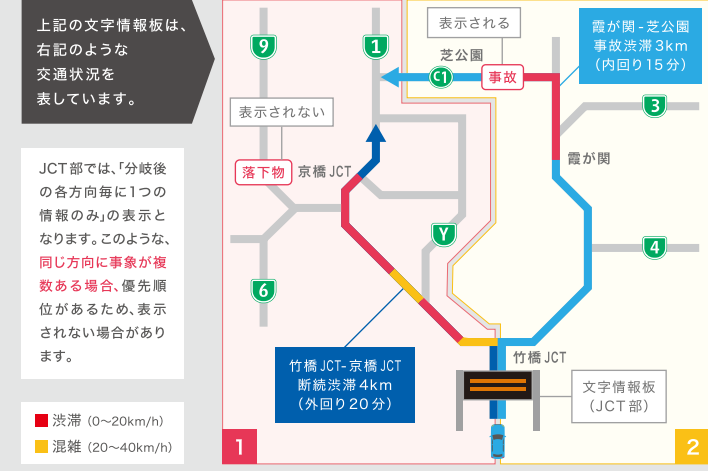 上記の文字情報板は、
右記のような
交通状況を
表しています。
JCT部では、「分岐後
の各方向毎に1つの
情報のみ」の表示と
なります。このような、
同じ方向に事象が複
数ある場合、優先順
位があるため、表示
されない場合があり
ます。
渋滞（0〜20km/h）
混雑（20〜40km/h）
9
1
表示される
芝公園
C1
事故
霞が関-芝公園
事故渋滞3km
（内回り15分）
表示されない
3
落下物
京橋JCT
霞が関
Y
4
6
竹橋JCT-京橋JCT
断続渋滞4km
（外回り20分）
竹橋JCT
文字情報板
（JCT部）
1
2